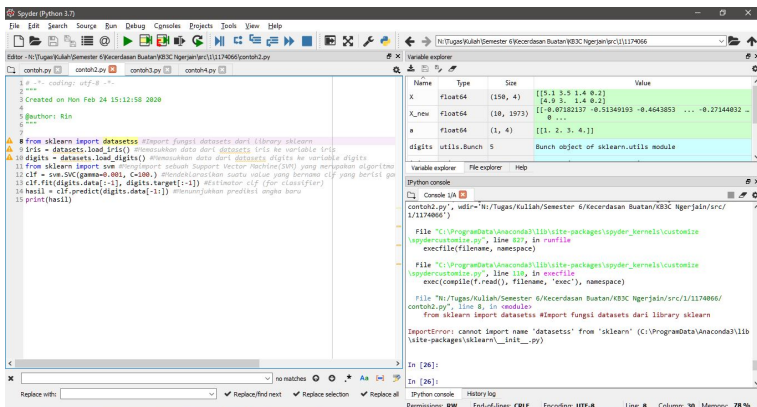 Spyder (Python 3.7)
File Edit Search Source Run Debug Consoles Projects Tools View Help
N:\Tugas\Kuliah\Semester 6\Kecerdasan Buatan\KB3C Ngerjain\src\1\1174066
Editor - N:\Tugas\Kuliah\Semester 6\Kecerdasan Buatan\KB3C Ngerjain\src\1\1174066\contoh2.py
contoh.py contoh2.py contoh3.py contoh4.py
1 # -*- coding: utf-8 -*-
2 """
3 Created on Mon Feb 24 15:12:58 2020
4
5 @author: Rin
6 """
7
8 from sklearn import datasetss #Import fungsi datasets dari library sklearn
9 iris = datasets.load_iris() #Memasukkan data dari datasets iris ke variable iris
10 digits = datasets.load_digits() #Memasukkan data dari datasets digits ke variable digits
11 from sklearn import svm #Mengimport sebuah Support Vector Machine(SVM) yang merupakan algoritma
12 clf = svm.SVC(gamma=0.001, C=100.) #Mendeklarasikan suatu value yang bernama clf yang berisi gam
13 clf.fit(digits.data[:-1], digits.target[:-1]) #Estimator clf (for classifier)
14 hasil = clf.predict(digits.data[-1:]) #Menunnjukkan prediksi angka baru
15 print(hasil)
no matches Aa
Replace with: Replace/find next Replace selection Replace all
Variable explorer
Name Type Size Value
X float64 (150, 4) [[5.1 3.5 1.4 0.2]
[4.9 3. 1.4 0.2]
X_new float64 (10, 1973) [[-0.07182137 -0.51349193 -0.4643853 ... -0.27144032 …
0 ...
a float64 (1, 4) [[1. 2. 3. 4.]]
digits utils.Bunch 5 Bunch object of sklearn.utils module
Variable explorer File explorer Help
IPython console
Console 1/A
contoh2.py', wdir='N:/Tugas/Kuliah/Semester 6/Kecerdasan Buatan/KB3C Ngerjain/src/
1/1174066')
File "C:\ProgramData\Anaconda3\lib\site-packages\spyder_kernels\customize
\spydercustomize.py", line 827, in runfile
execfile(filename, namespace)
File "C:\ProgramData\Anaconda3\lib\site-packages\spyder_kernels\customize
\spydercustomize.py", line 110, in execfile
exec(compile(f.read(), filename, 'exec'), namespace)
File "N:/Tugas/Kuliah/Semester 6/Kecerdasan Buatan/KB3C Ngerjain/src/1/1174066/
contoh2.py", line 8, in <module>
from sklearn import datasetss #Import fungsi datasets dari library sklearn
ImportError: cannot import name 'datasetss' from 'sklearn' (C:\ProgramData\Anaconda3\lib
\site-packages\sklearn\__init__.py)
In [26]:
In [26]:
IPython console History log
Permissions: RW End-of-lines: CRLF Encoding: UTF-8 Line: 8 Column: 30 Memory: 78 %